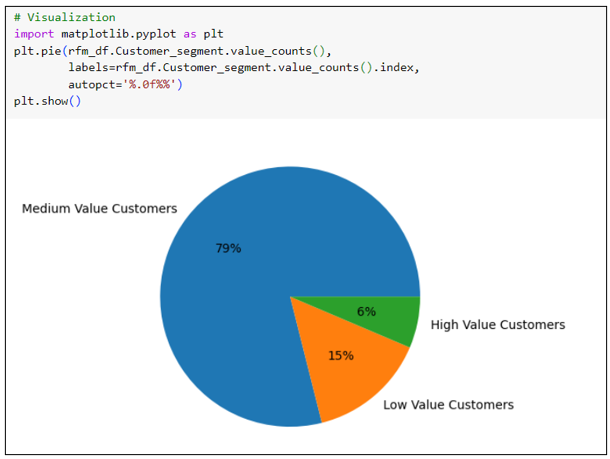 # Visualization
import matplotlib.pyplot as plt
plt.pie(rfm_df.Customer_segment.value_counts(),
        labels=rfm_df.Customer_segment.value_counts().index,
        autopct='%.0f%%')
plt.show()
Medium Value Customers
79%
6%
High Value Customers
15%
Low Value Customers